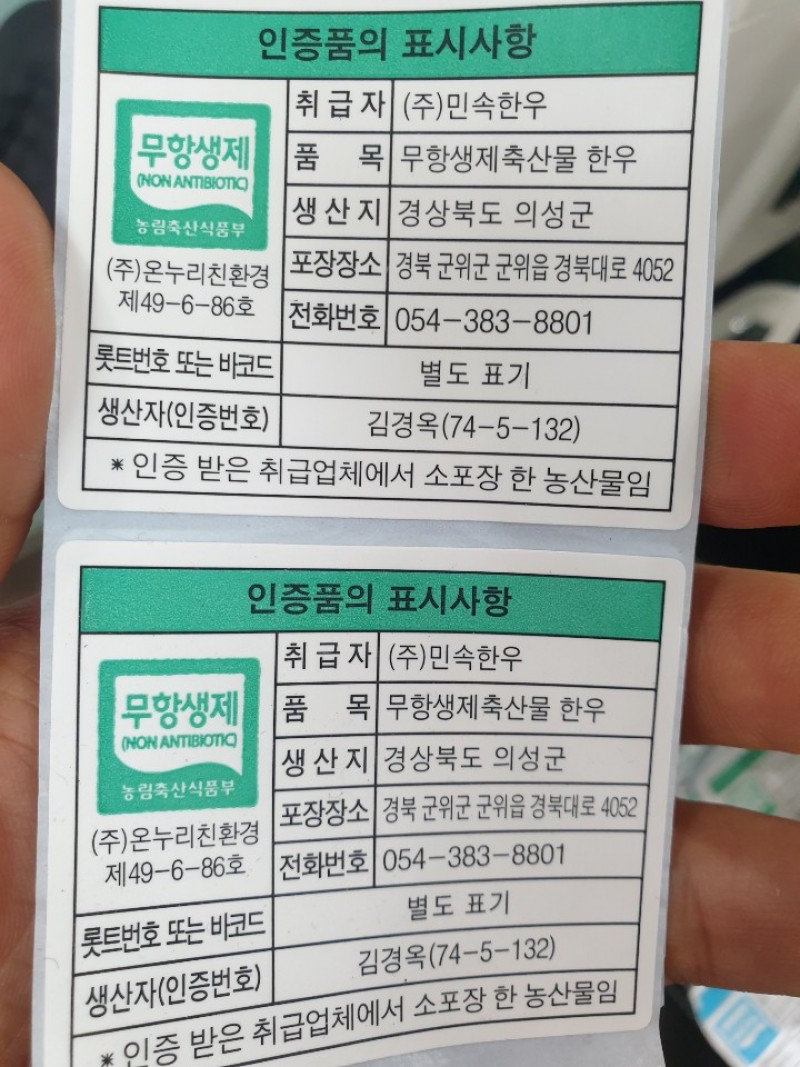 인증품의 표시사항
무항생제
(NON ANTIBIOTIC)
농림축산식품부
(주)온누리친환경
제49-6-86호
취급자 (주)민속한우
품 목 무항생제축산물 한우
생산지 경상북도 의성군
포장장소 경북 군위군 군위읍 경북대로 4052
전화번호 054-383-8801
롯트번호 또는 바코드 별도 표기
생산자(인증번호) 김경옥(74-5-132)
* 인증 받은 취급업체에서 소포장 한 농산물임
인증품의 표시사항
무항생제
(NON ANTIBIOTIC)
농림축산식품부
(주)온누리친환경
제49-6-86호
취급자 (주)민속한우
품 목 무항생제축산물 한우
생산지 경상북도 의성군
포장장소 경북 군위군 군위읍 경북대로 4052
전화번호 054-383-8801
롯트번호 또는 바코드 별도 표기
생산자(인증번호) 김경옥(74-5-132)
* 인증 받은 취급업체에서 소포장 한 농산물임